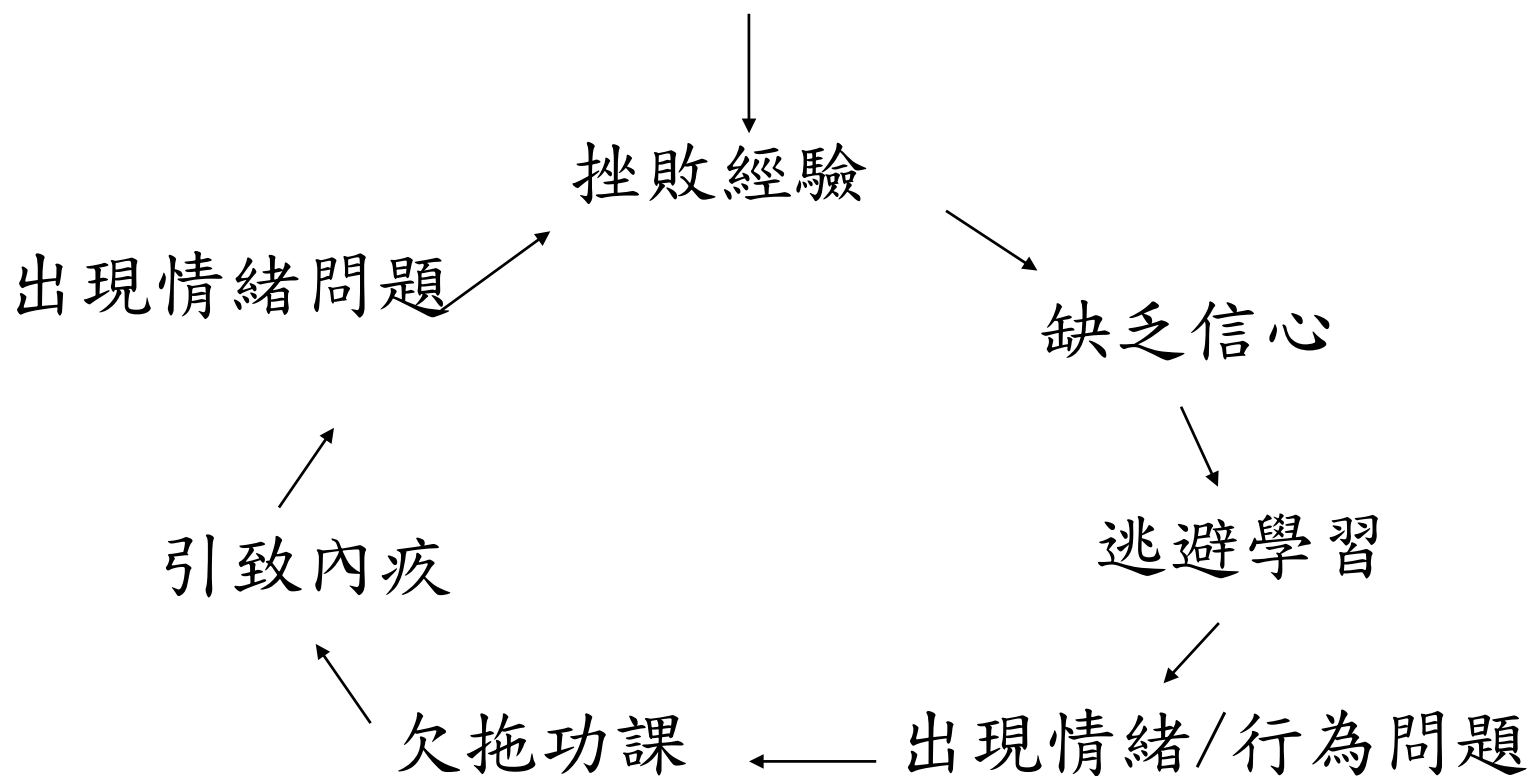 挫敗經驗
出現情緒問題
缺乏信心
逃避學習
引致內疚
欠拖功課
出現情緒/行為問題